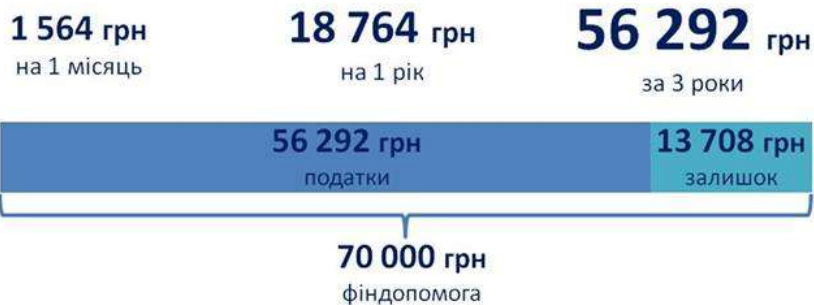 1 564 грн
на 1 місяць
18 764 грн
на 1 рік
56 292 грн
за 3 роки
56 292 грн
податки
13 708 грн
залишок
70 000 грн
фіндопомога